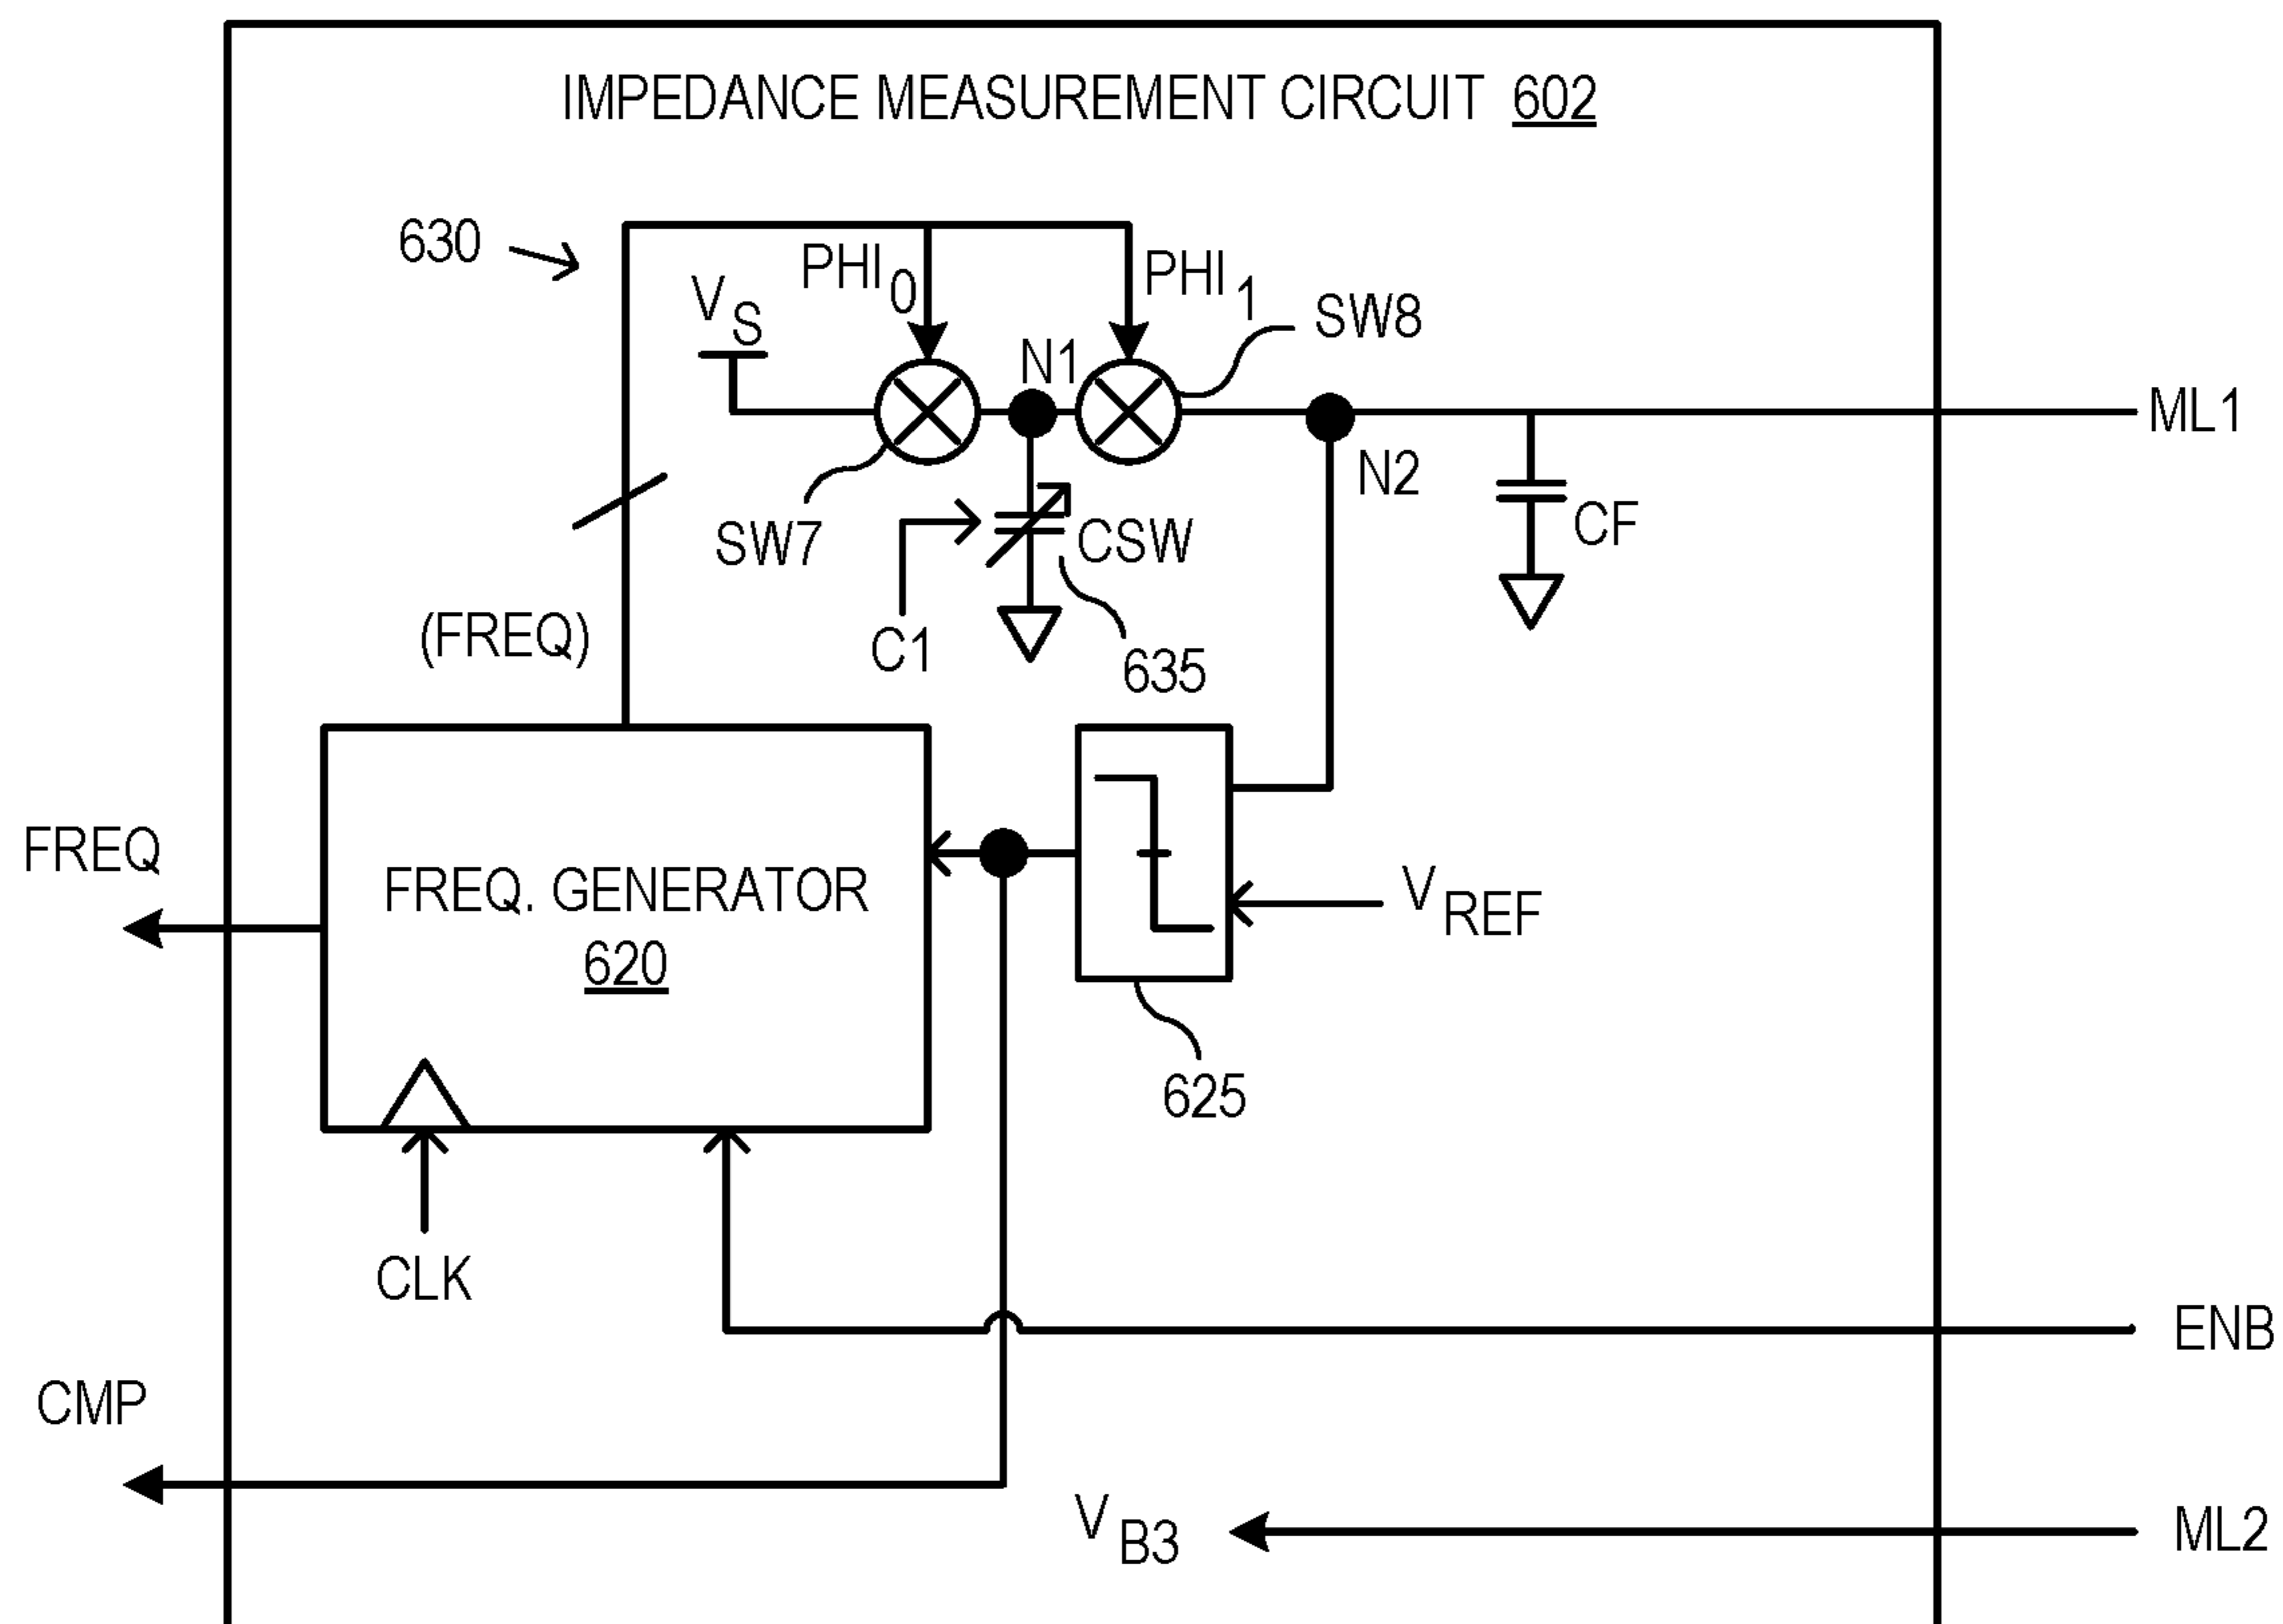 IMPEDANCE MEASUREMENT CIRCUIT 602
630
PHI0
PHI1
VS
SW8
N1
ML1
N2
SW7
CSW
CF
C1
635
(FREQ)
FREQ
FREQ. GENERATOR
620
VREF
625
CLK
ENB
CMP
VB3
ML2